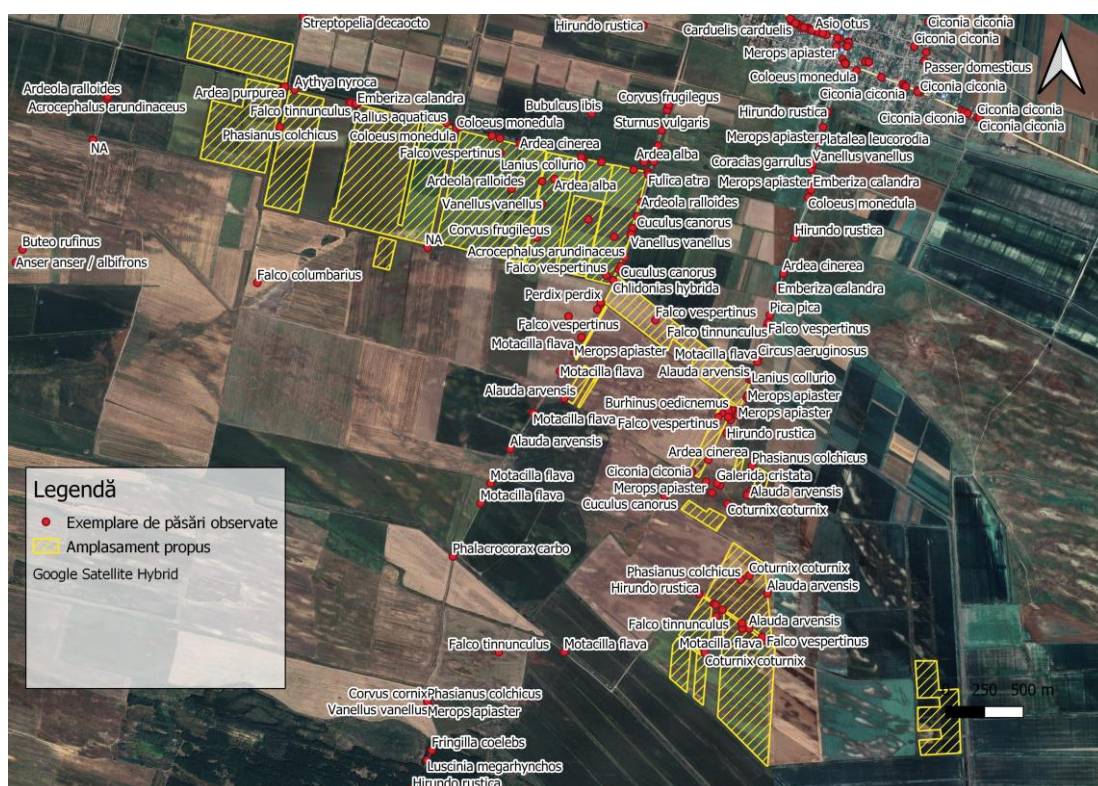 Streptopelia decaocto
Hirundo rustica
Carduelis carduelis
Asio otus
Ciconia ciconia
Ciconia ciconia
Merops apiaster
Passer domesticus
Coloeus monedula
Ciconia ciconia
Ciconia ciconia
Ciconia ciconia
Ciconia ciconia
Ciconia ciconia
Ardeola ralloides
Acrocephalus arundinaceus
Ardea purpurea
Aythya nyroca
Falco tinnunculus
Emberiza calandra
Rallus aquaticus
Bubulcus ibis
Corvus frugilegus
Phasianus colchicus
Coloeus monedula
Coloeus monedula
Sturnus vulgaris
Hirundo rustica
NA
Falco vespertinus
Ardea cinerea
Merops apiaster
Platalea leucorodia
Lanius collurio
Ardea alba
Coracias garrulus
Vanellus vanellus
Ardeola ralloides
Ardea alba
Fulica atra
Merops apiaster
Emberiza calandra
Vanellus vanellus
Ardeola ralloides
Coloeus monedula
Corvus frugilegus
Cuculus canorus
Hirundo rustica
NA
Acrocephalus arundinaceus
Vanellus vanellus
Buteo rufinus
Anser anser / albifrons
Falco columbarius
Falco vespertinus
Cuculus canorus
Chlidonias hybrida
Ardea cinerea
Emberiza calandra
Perdix perdix
Falco vespertinus
Pica pica
Falco vespertinus
Falco tinnunculus
Falco vespertinus
Motacilla flava
Merops apiaster
Motacilla flava
Circus aeruginosus
Motacilla flava
Alauda arvensis
Lanius collurio
Alauda arvensis
Merops apiaster
Burhinus oedicnemus
Merops apiaster
Motacilla flava
Falco vespertinus
Hirundo rustica
Alauda arvensis
Ardea cinerea
Phasianus colchicus
Motacilla flava
Ciconia ciconia
Galerida cristata
Merops apiaster
Alauda arvensis
Motacilla flava
Cuculus canorus
Coturnix coturnix
Legendă
Exemplare de păsări observate
Amplasament propus
Google Satellite Hybrid
Phalacrocorax carbo
Phasianus colchicus
Coturnix coturnix
Hirundo rustica
Alauda arvensis
Falco tinnunculus
Alauda arvensis
Falco tinnunculus
Motacilla flava
Motacilla flava
Falco vespertinus
Coturnix coturnix
Corvus cornix
Phasianus colchicus
Vanellus vanellus
Merops apiaster
250 500 m
Fringilla coelebs
Luscinia megarhynchos
Hirundo rustica